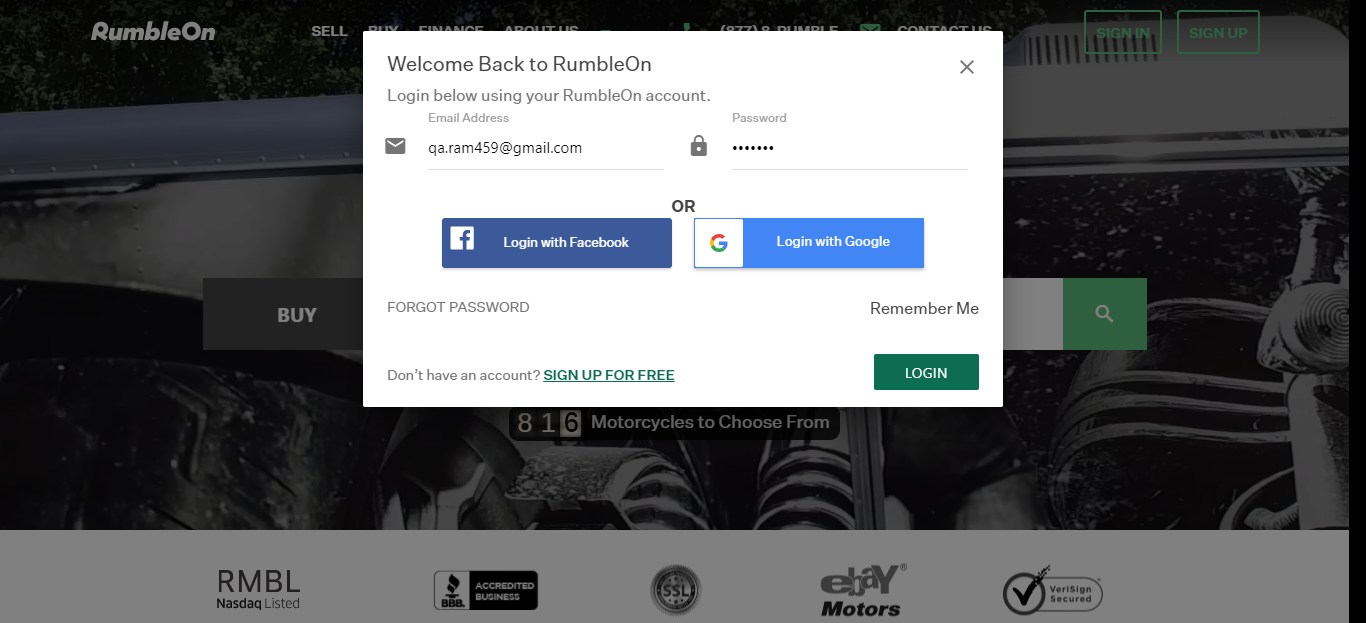 RumbleOn
SELL BUY FINANCE ABOUT US (877) 8-RUMBLE CONTACT US SIGN IN SIGN UP
Welcome Back to RumbleOn
Login below using your RumbleOn account.
Email Address Password
qa.ram459@gmail.com •••••••
OR
Login with Facebook G Login with Google
BUY
FORGOT PASSWORD Remember Me
Don't have an account? SIGN UP FOR FREE LOGIN
816 Motorcycles to Choose From
RMBL
Nasdaq Listed
BBB.
ACCREDITED
BUSINESS
SSL
ebay®
Motors
VeriSign
Secured